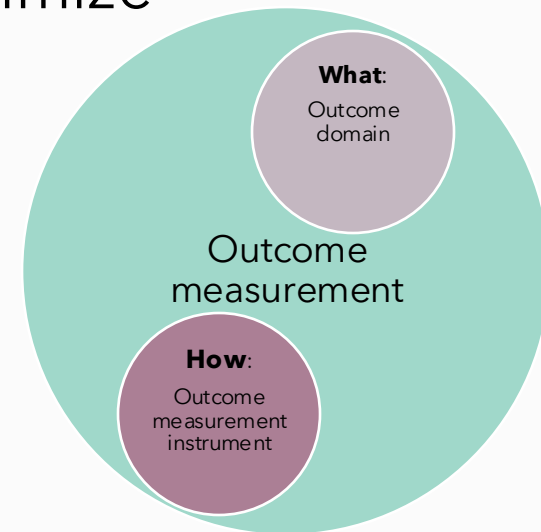 What:
Outcome
domain
Outcome
measurement
How:
Outcome
measurement
instrument